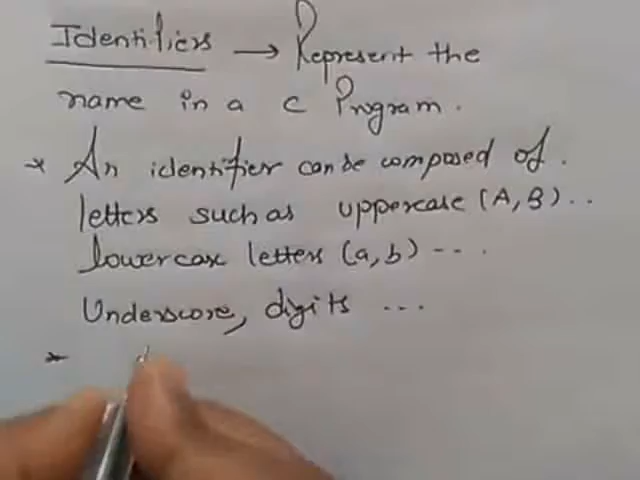 Identifiers → Represent the
name in a C Program.
* An identifier can be composed of.
letters such as uppercase (A, B)..
lowercase letters (a, b) ---
Underscore, digits ...
*